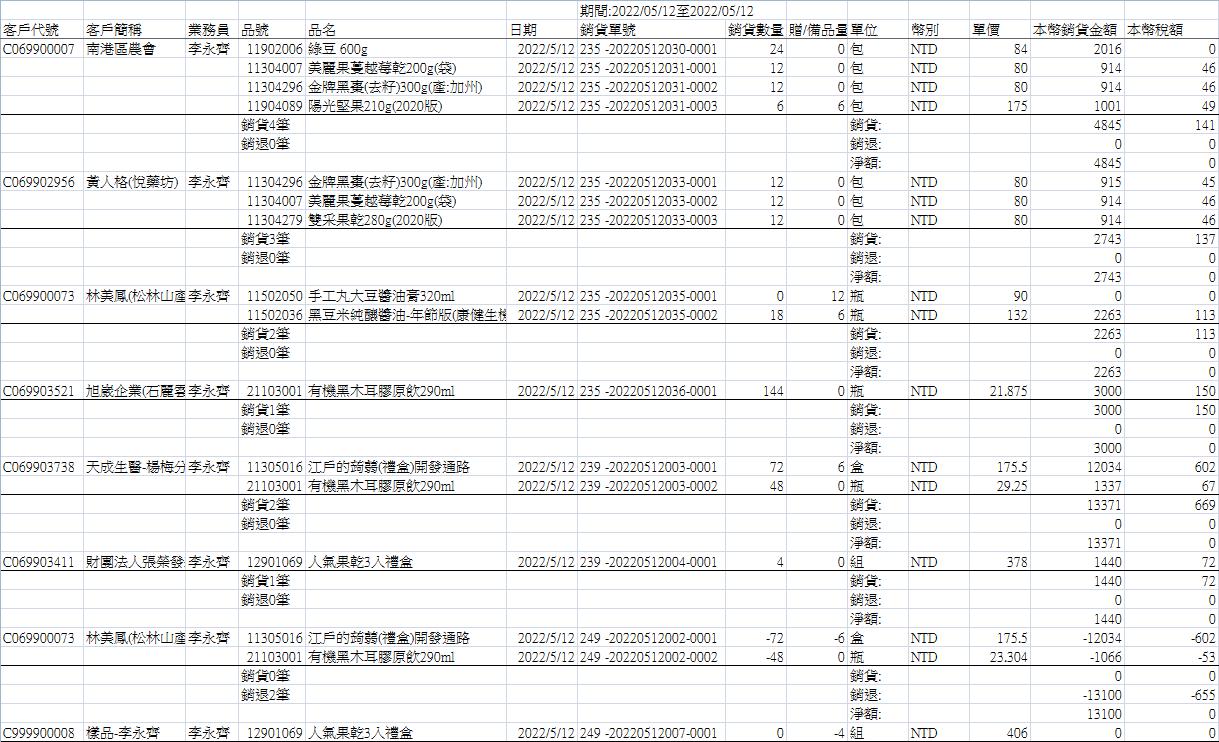 期間:2022/05/12至2022/05/12
客戶代號 客戶簡稱 業務員 品號 品名 日期 銷貨單號 銷貨數量 贈/備品量 單位 幣別 單價 本幣銷貨金額 本幣稅額
C069900007 南港區農會 李永齊 11902006 綠豆 600g 2022/5/12 235 -20220512030-0001 24 0 包 NTD 84 2016 0
11304007 美麗果蔓越莓乾200g(袋) 2022/5/12 235 -20220512031-0001 12 0 包 NTD 80 914 46
11304296 金牌黑棗(去籽)300g(產:加州) 2022/5/12 235 -20220512031-0002 12 0 包 NTD 80 914 46
11904089 陽光堅果210g(2020版) 2022/5/12 235 -20220512031-0003 6 6 包 NTD 175 1001 49
銷貨4筆 銷貨: 4845 141
銷退0筆 銷退: 0 0
淨額: 4845 0
C069902956 黃人格(悅藥坊) 李永齊 11304296 金牌黑棗(去籽)300g(產:加州) 2022/5/12 235 -20220512033-0001 12 0 包 NTD 80 915 45
11304007 美麗果蔓越莓乾200g(袋) 2022/5/12 235 -20220512033-0002 12 0 包 NTD 80 914 46
11304279 雙采果乾280g(2020版) 2022/5/12 235 -20220512033-0003 12 0 包 NTD 80 914 46
銷貨3筆 銷貨: 2743 137
銷退0筆 銷退: 0 0
淨額: 2743 0
C069900073 林美鳳(松林山產 李永齊 11502050 手工丸大豆醬油膏320ml 2022/5/12 235 -20220512035-0001 0 12 瓶 NTD 90 0 0
11502036 黑豆米純釀醬油-年節版(康健生機 2022/5/12 235 -20220512035-0002 18 6 瓶 NTD 132 2263 113
銷貨2筆 銷貨: 2263 113
銷退0筆 銷退: 0 0
淨額: 2263 0
C069903521 旭崴企業(石麗雲 李永齊 21103001 有機黑木耳膠原飲290ml 2022/5/12 235 -20220512036-0001 144 0 瓶 NTD 21.875 3000 150
銷貨1筆 銷貨: 3000 150
銷退0筆 銷退: 0 0
淨額: 3000 0
C069903738 天成生醫-楊梅分 李永齊 11305016 江戶的蒟蒻(禮盒)開發通路 2022/5/12 239 -20220512003-0001 72 6 盒 NTD 175.5 12034 602
21103001 有機黑木耳膠原飲290ml 2022/5/12 239 -20220512003-0002 48 0 瓶 NTD 29.25 1337 67
銷貨2筆 銷貨: 13371 669
銷退0筆 銷退: 0 0
淨額: 13371 0
C069903411 財團法人張榮發 李永齊 12901069 人氣果乾3入禮盒 2022/5/12 239 -20220512004-0001 4 0 組 NTD 378 1440 72
銷貨1筆 銷貨: 1440 72
銷退0筆 銷退: 0 0
淨額: 1440 0
C069900073 林美鳳(松林山產 李永齊 11305016 江戶的蒟蒻(禮盒)開發通路 2022/5/12 249 -20220512002-0001 -72 -6 盒 NTD 175.5 -12034 -602
21103001 有機黑木耳膠原飲290ml 2022/5/12 249 -20220512002-0002 -48 0 瓶 NTD 23.304 -1066 -53
銷貨0筆 銷貨: 0 0
銷退2筆 銷退: -13100 -655
淨額: 13100 0
C999900008 樣品-李永齊 李永齊 12901069 人氣果乾3入禮盒 2022/5/12 249 -20220512007-0001 0 -4 組 NTD 406 0 0